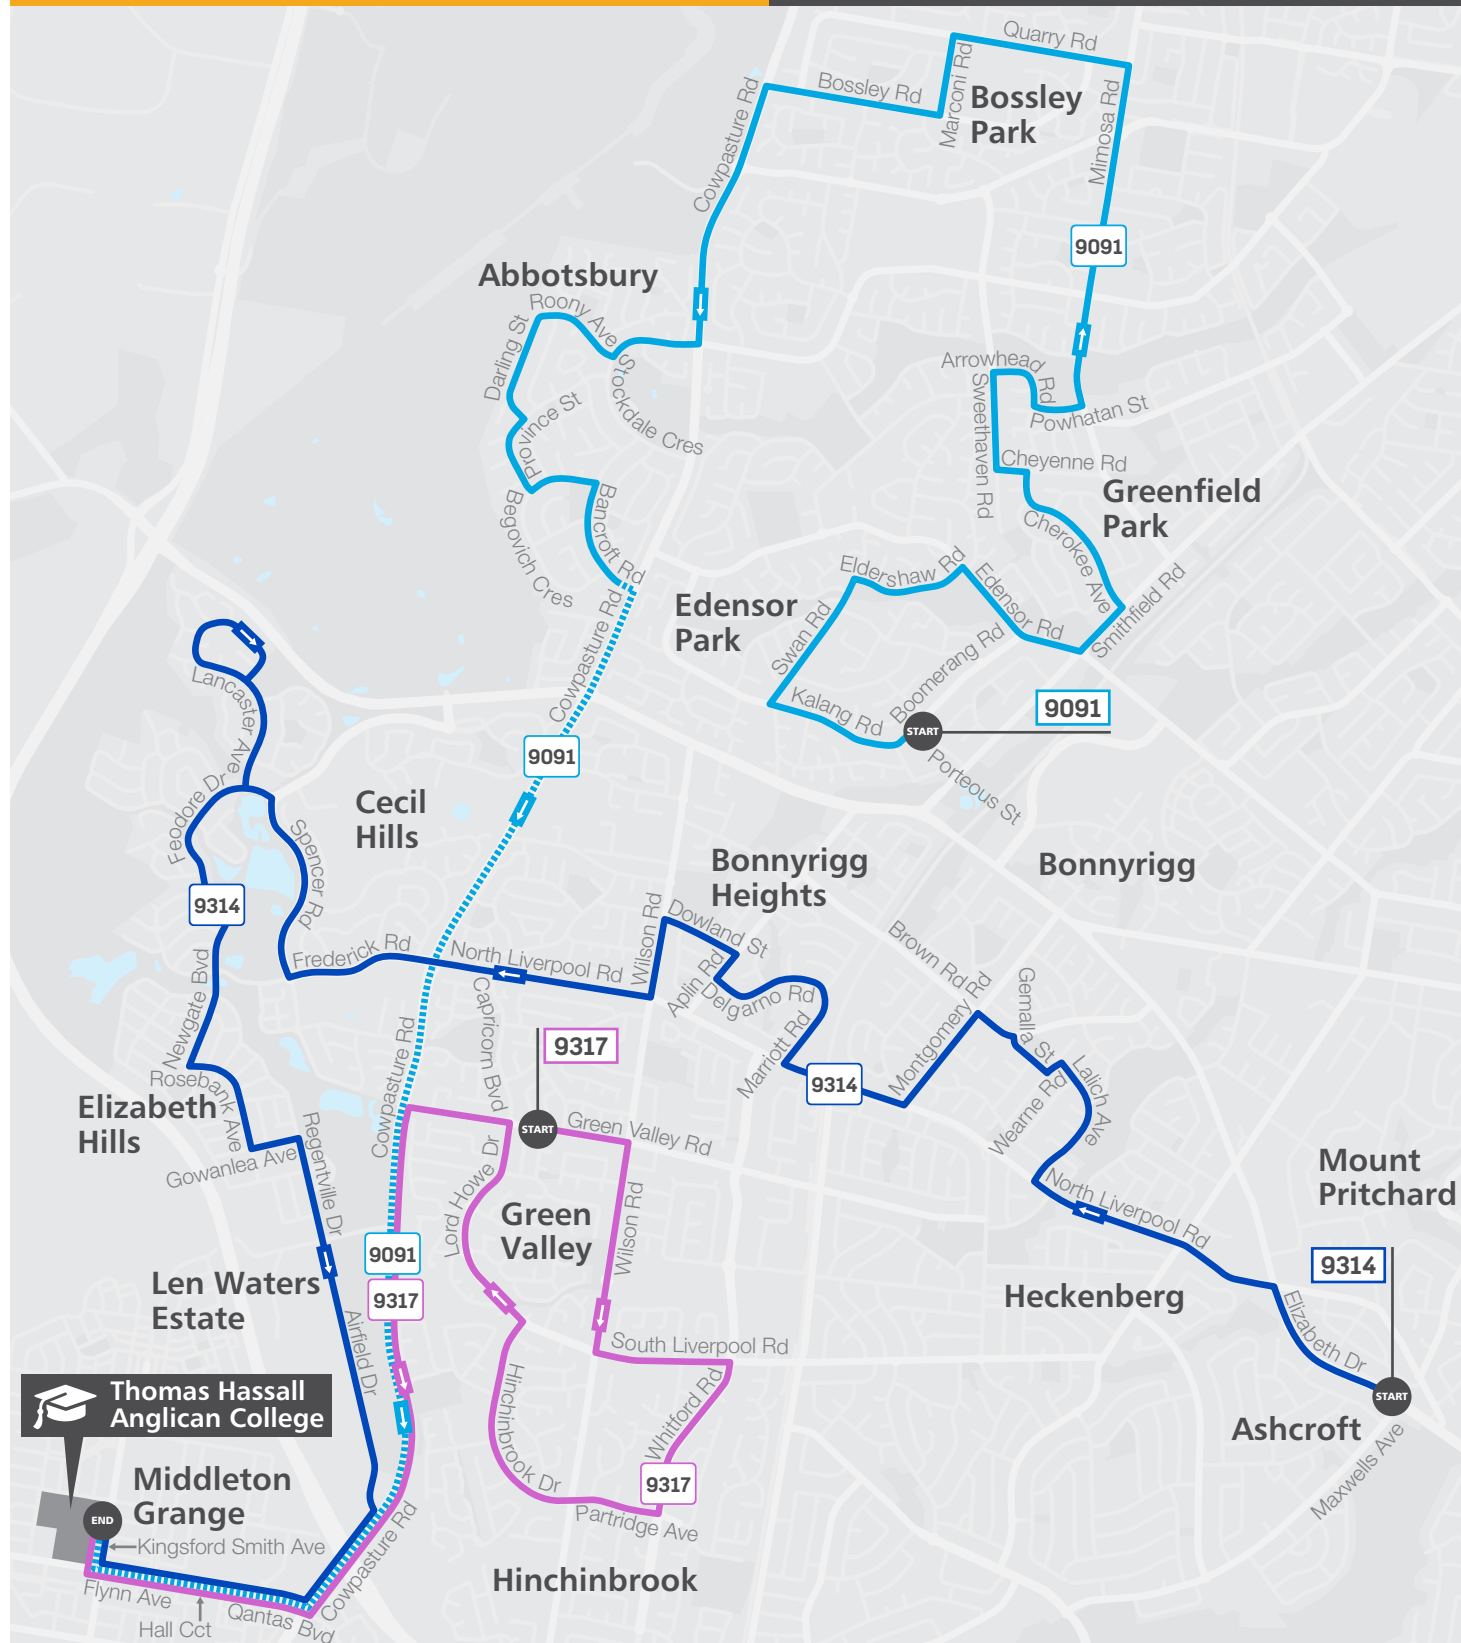 Quarry Rd
Bossley Rd
Marconi Rd
Bossley
Park
Cowpasture Rd
Mimosa Rd
9091
Abbotsbury
Roony Ave
Darling St
Stockdale Cres
Province St
Begovich Cres
Bancroft Rd
Arrowhead Rd
Sweethaven Rd
Powhatan St
Cheyenne Rd
Greenfield
Park
Cherokee Ave
Smithfield Rd
Eldershaw Rd
Edensor Rd
Edensor
Park
Swan Rd
Boomerang Rd
Kalang Rd
START
9091
Porteous St
Cowpasture Rd
Cowpasture Rd
9091
Lancaster Ave
Feodore Dr
Cecil
Hills
Spencer Rd
9314
Bonnyrigg
Heights
Bonnyrigg
Wilson Rd
Dowland St
Aplin Rd
Delgarno Rd
Brown Rd
Montgomery Rd
Gemalla St
Lalich Ave
Wearne Rd
Marriott Rd
9314
Frederick Rd
North Liverpool Rd
Newgate Bvd
Capricorn Bvd
9317
START
Green Valley Rd
Cowpasture Rd
Rosebank Ave
Elizabeth
Hills
Gowanlea Ave
Regentville Dr
Lord Howe Dr
Green
Valley
Wilson Rd
North Liverpool Rd
Mount
Pritchard
9314
9091
9317
Len Waters
Estate
Heckenberg
Elizabeth Dr
START
Ashcroft
Maxwells Ave
Airfield Dr
South Liverpool Rd
Hinchinbrook Dr
Whitford Rd
9317
Partridge Ave
Hinchinbrook
Thomas Hassall
Anglican College
Middleton
Grange
END
Kingsford Smith Ave
Cowpasture Rd
Flynn Ave
Qantas Bvd
Hall Cct